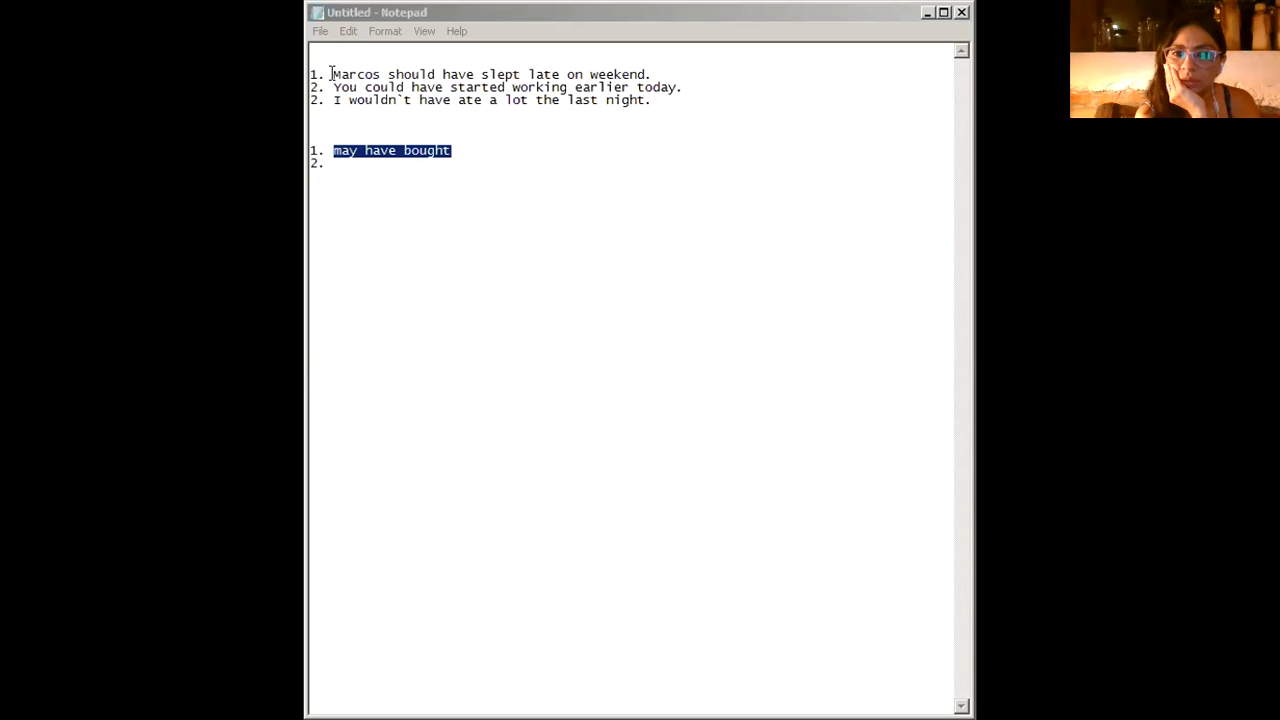 Untitled - Notepad
File Edit Format View Help
1. Marcos should have slept late on weekend.
2. You could have started working earlier today.
2. I wouldn`t have ate a lot the last night.
1. may have bought
2.